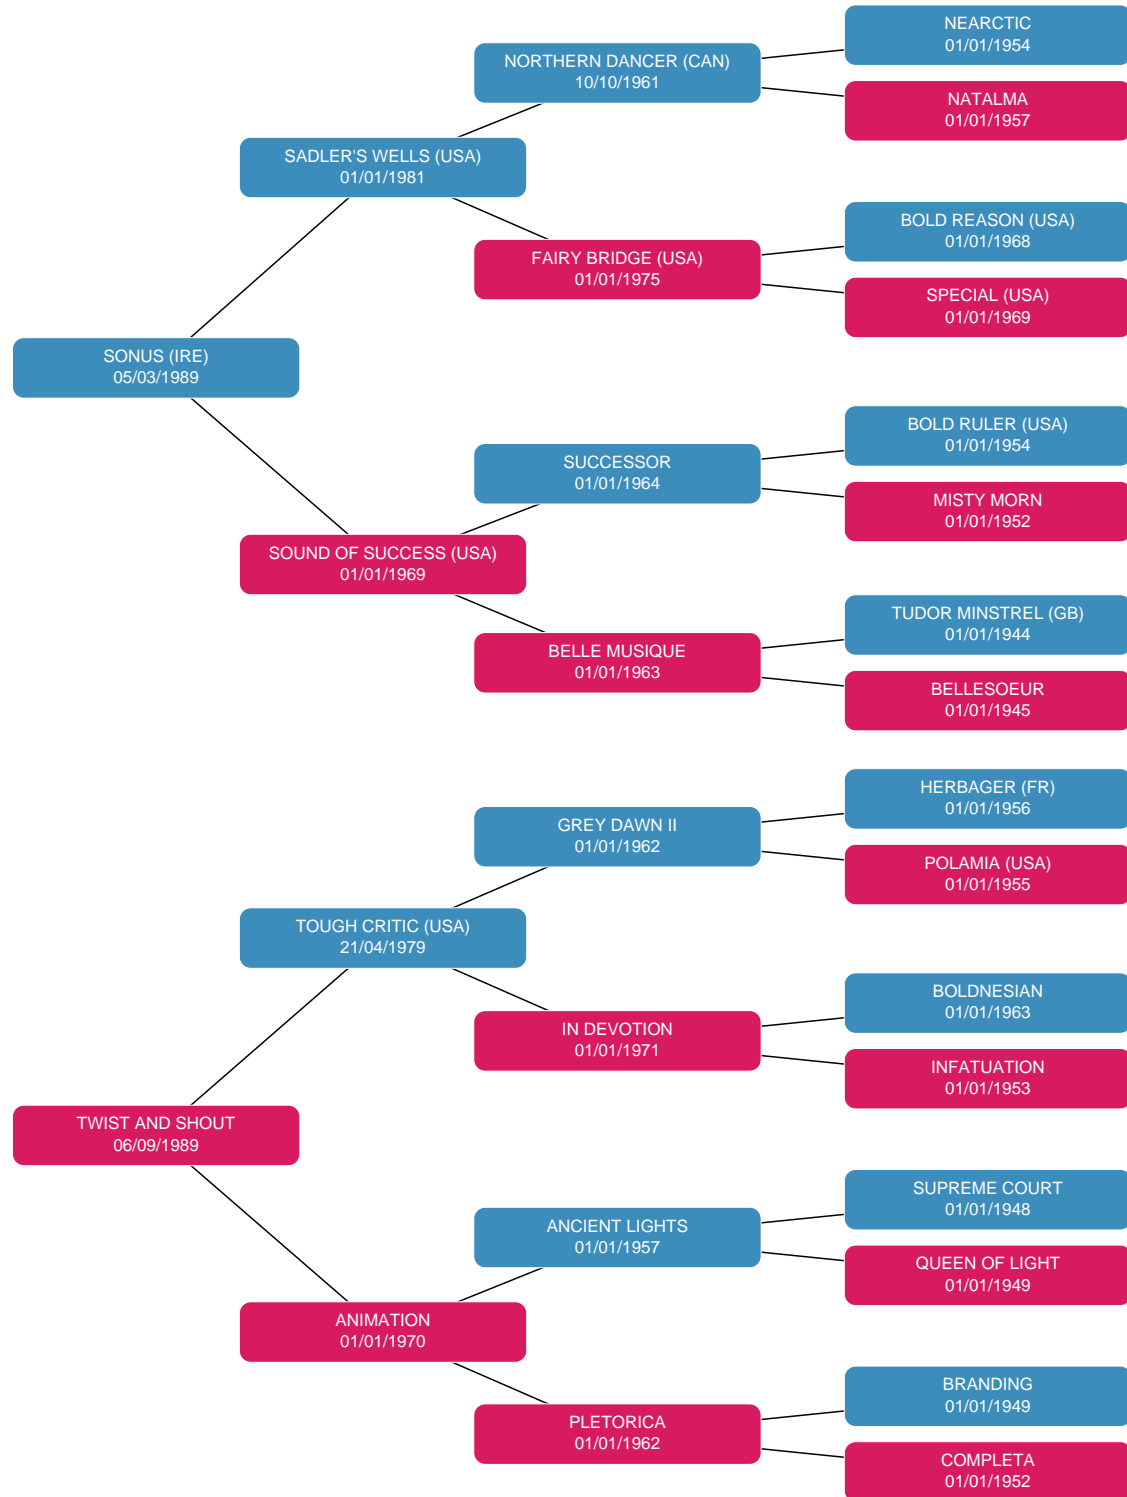 NEARCTIC
01/01/1954
NORTHERN DANCER (CAN)
10/10/1961
NATALMA
01/01/1957
SADLER'S WELLS (USA)
01/01/1981
BOLD REASON (USA)
01/01/1968
FAIRY BRIDGE (USA)
01/01/1975
SPECIAL (USA)
01/01/1969
SONUS (IRE)
05/03/1989
BOLD RULER (USA)
01/01/1954
SUCCESSOR
01/01/1964
MISTY MORN
01/01/1952
SOUND OF SUCCESS (USA)
01/01/1969
TUDOR MINSTREL (GB)
01/01/1944
BELLE MUSIQUE
01/01/1963
BELLESOEUR
01/01/1945
HERBAGER (FR)
01/01/1956
GREY DAWN II
01/01/1962
POLAMIA (USA)
01/01/1955
TOUGH CRITIC (USA)
21/04/1979
BOLDNESIAN
01/01/1963
IN DEVOTION
01/01/1971
INFATUATION
01/01/1953
TWIST AND SHOUT
06/09/1989
SUPREME COURT
01/01/1948
ANCIENT LIGHTS
01/01/1957
QUEEN OF LIGHT
01/01/1949
ANIMATION
01/01/1970
BRANDING
01/01/1949
PLETORICA
01/01/1962
COMPLETA
01/01/1952